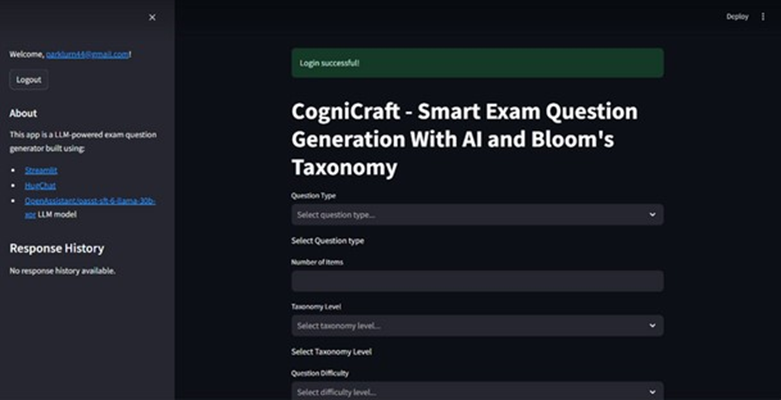 Deploy
Welcome, parklurn44@gmail.com!
Logout
About
This app is a LLM-powered exam question
generator built using:
Streamlit
HugChat
OpenAssistant/oasst-sft-6-llama-30b-
xor LLM model
Response History
No response history available.
Login successful!
CogniCraft - Smart Exam Question
Generation With AI and Bloom's
Taxonomy
Question Type
Select question type...
Select Question type
Number of Items
Taxonomy Level
Select taxonomy level...
Select Taxonomy Level
Question Difficulty
Select difficulty level...